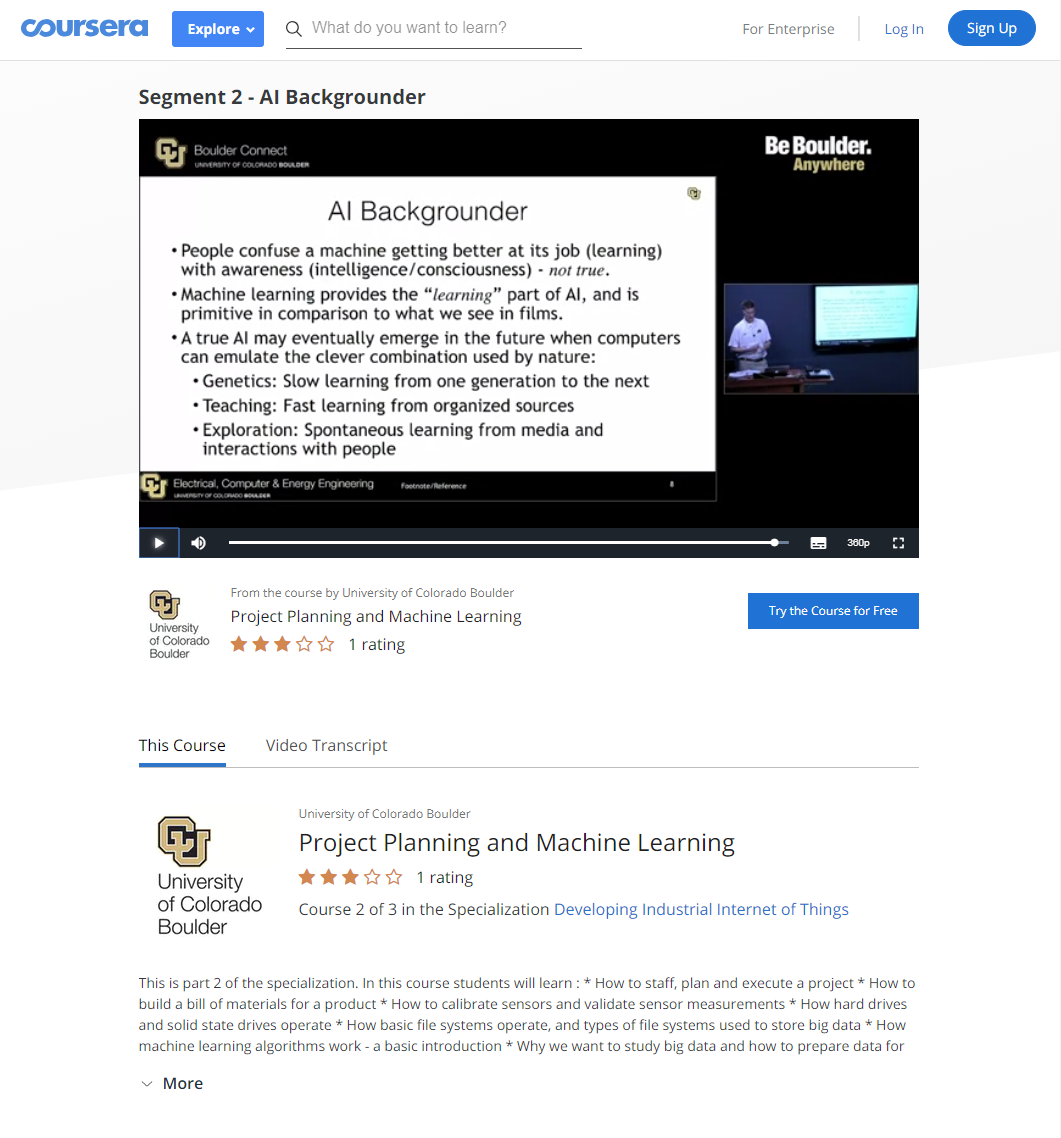 coursera
Explore
What do you want to learn?
For Enterprise
Log In
Sign Up
Segment 2 - AI Backgrounder
Boulder Connect
UNIVERSITY OF COLORADO BOULDER
Be Boulder.
Anywhere
AI Backgrounder
• People confuse a machine getting better at its job (learning)
with awareness (intelligence/consciousness) - not true.
• Machine learning provides the “learning” part of AI, and is
primitive in comparison to what we see in films.
• A true AI may eventually emerge in the future when computers
can emulate the clever combination used by nature:
• Genetics: Slow learning from one generation to the next
• Teaching: Fast learning from organized sources
• Exploration: Spontaneous learning from media and
interactions with people
Electrical, Computer & Energy Engineering
UNIVERSITY OF COLORADO BOULDER
Footnote/Reference
8
360p
University
of Colorado
Boulder
From the course by University of Colorado Boulder
Project Planning and Machine Learning
1 rating
Try the Course for Free
This Course
Video Transcript
University
of Colorado
Boulder
University of Colorado Boulder
Project Planning and Machine Learning
1 rating
Course 2 of 3 in the Specialization Developing Industrial Internet of Things
This is part 2 of the specialization. In this course students will learn : * How to staff, plan and execute a project * How to
build a bill of materials for a product * How to calibrate sensors and validate sensor measurements * How hard drives
and solid state drives operate * How basic file systems operate, and types of file systems used to store big data * How
machine learning algorithms work - a basic introduction * Why we want to study big data and how to prepare data for
More